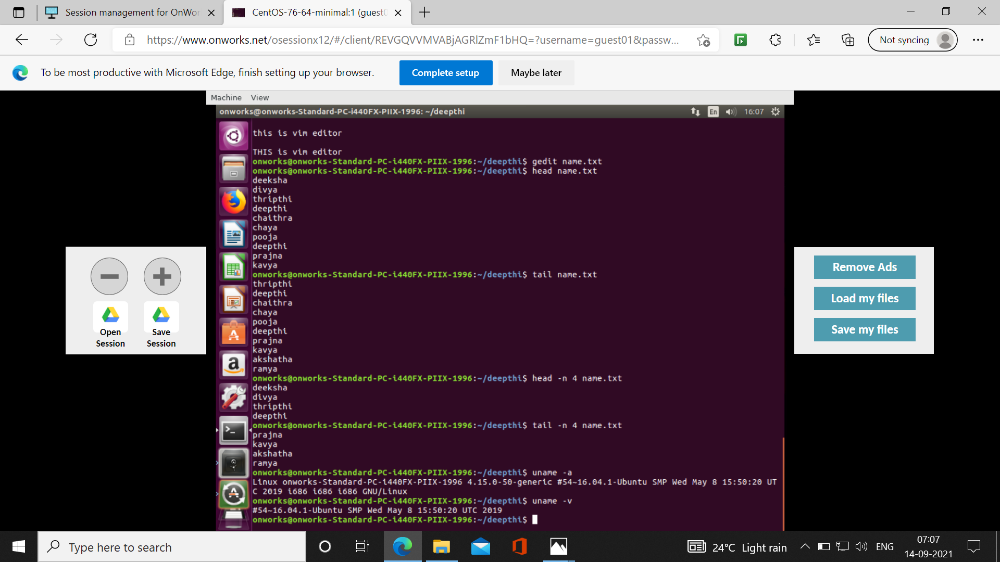 Session management for OnWor
CentOS-76-64-minimal:1 (guest0
https://www.onworks.net/osessionx12/#/client/REVGQVVMVABjAGRlZmF1bHQ=?username=guest01&passw...
Not syncing
To be most productive with Microsoft Edge, finish setting up your browser.
Complete setup
Maybe later
Machine View
onworks@onworks-Standard-PC-i440FX-PIIX-1996: ~/deepthi
En
16:07
this is vim editor
THIS is vim editor
onworks@onworks-Standard-PC-i440FX-PIIX-1996:~/deepthi$ gedit name.txt
onworks@onworks-Standard-PC-i440FX-PIIX-1996:~/deepthi$ head name.txt
deeksha
divya
thripthi
deepthi
chaithra
chaya
pooja
deepthi
prajna
kavya
onworks@onworks-Standard-PC-i440FX-PIIX-1996:~/deepthi$ tail name.txt
thripthi
deepthi
chaithra
chaya
pooja
deepthi
prajna
kavya
akshatha
ramya
onworks@onworks-Standard-PC-i440FX-PIIX-1996:~/deepthi$ head -n 4 name.txt
deeksha
divya
thripthi
deepthi
onworks@onworks-Standard-PC-i440FX-PIIX-1996:~/deepthi$ tail -n 4 name.txt
prajna
kavya
akshatha
ramya
onworks@onworks-Standard-PC-i440FX-PIIX-1996:~/deepthi$ uname -a
Linux onworks-Standard-PC-i440FX-PIIX-1996 4.15.0-50-generic #54~16.04.1-Ubuntu SMP Wed May 8 15:50:20 UT
C 2019 i686 i686 i686 GNU/Linux
onworks@onworks-Standard-PC-i440FX-PIIX-1996:~/deepthi$ uname -v
#54~16.04.1-Ubuntu SMP Wed May 8 15:50:20 UTC 2019
onworks@onworks-Standard-PC-i440FX-PIIX-1996:~/deepthi$
Open
Session
Save
Session
Remove Ads
Load my files
Save my files
Type here to search
24°C Light rain
ENG
07:07
14-09-2021